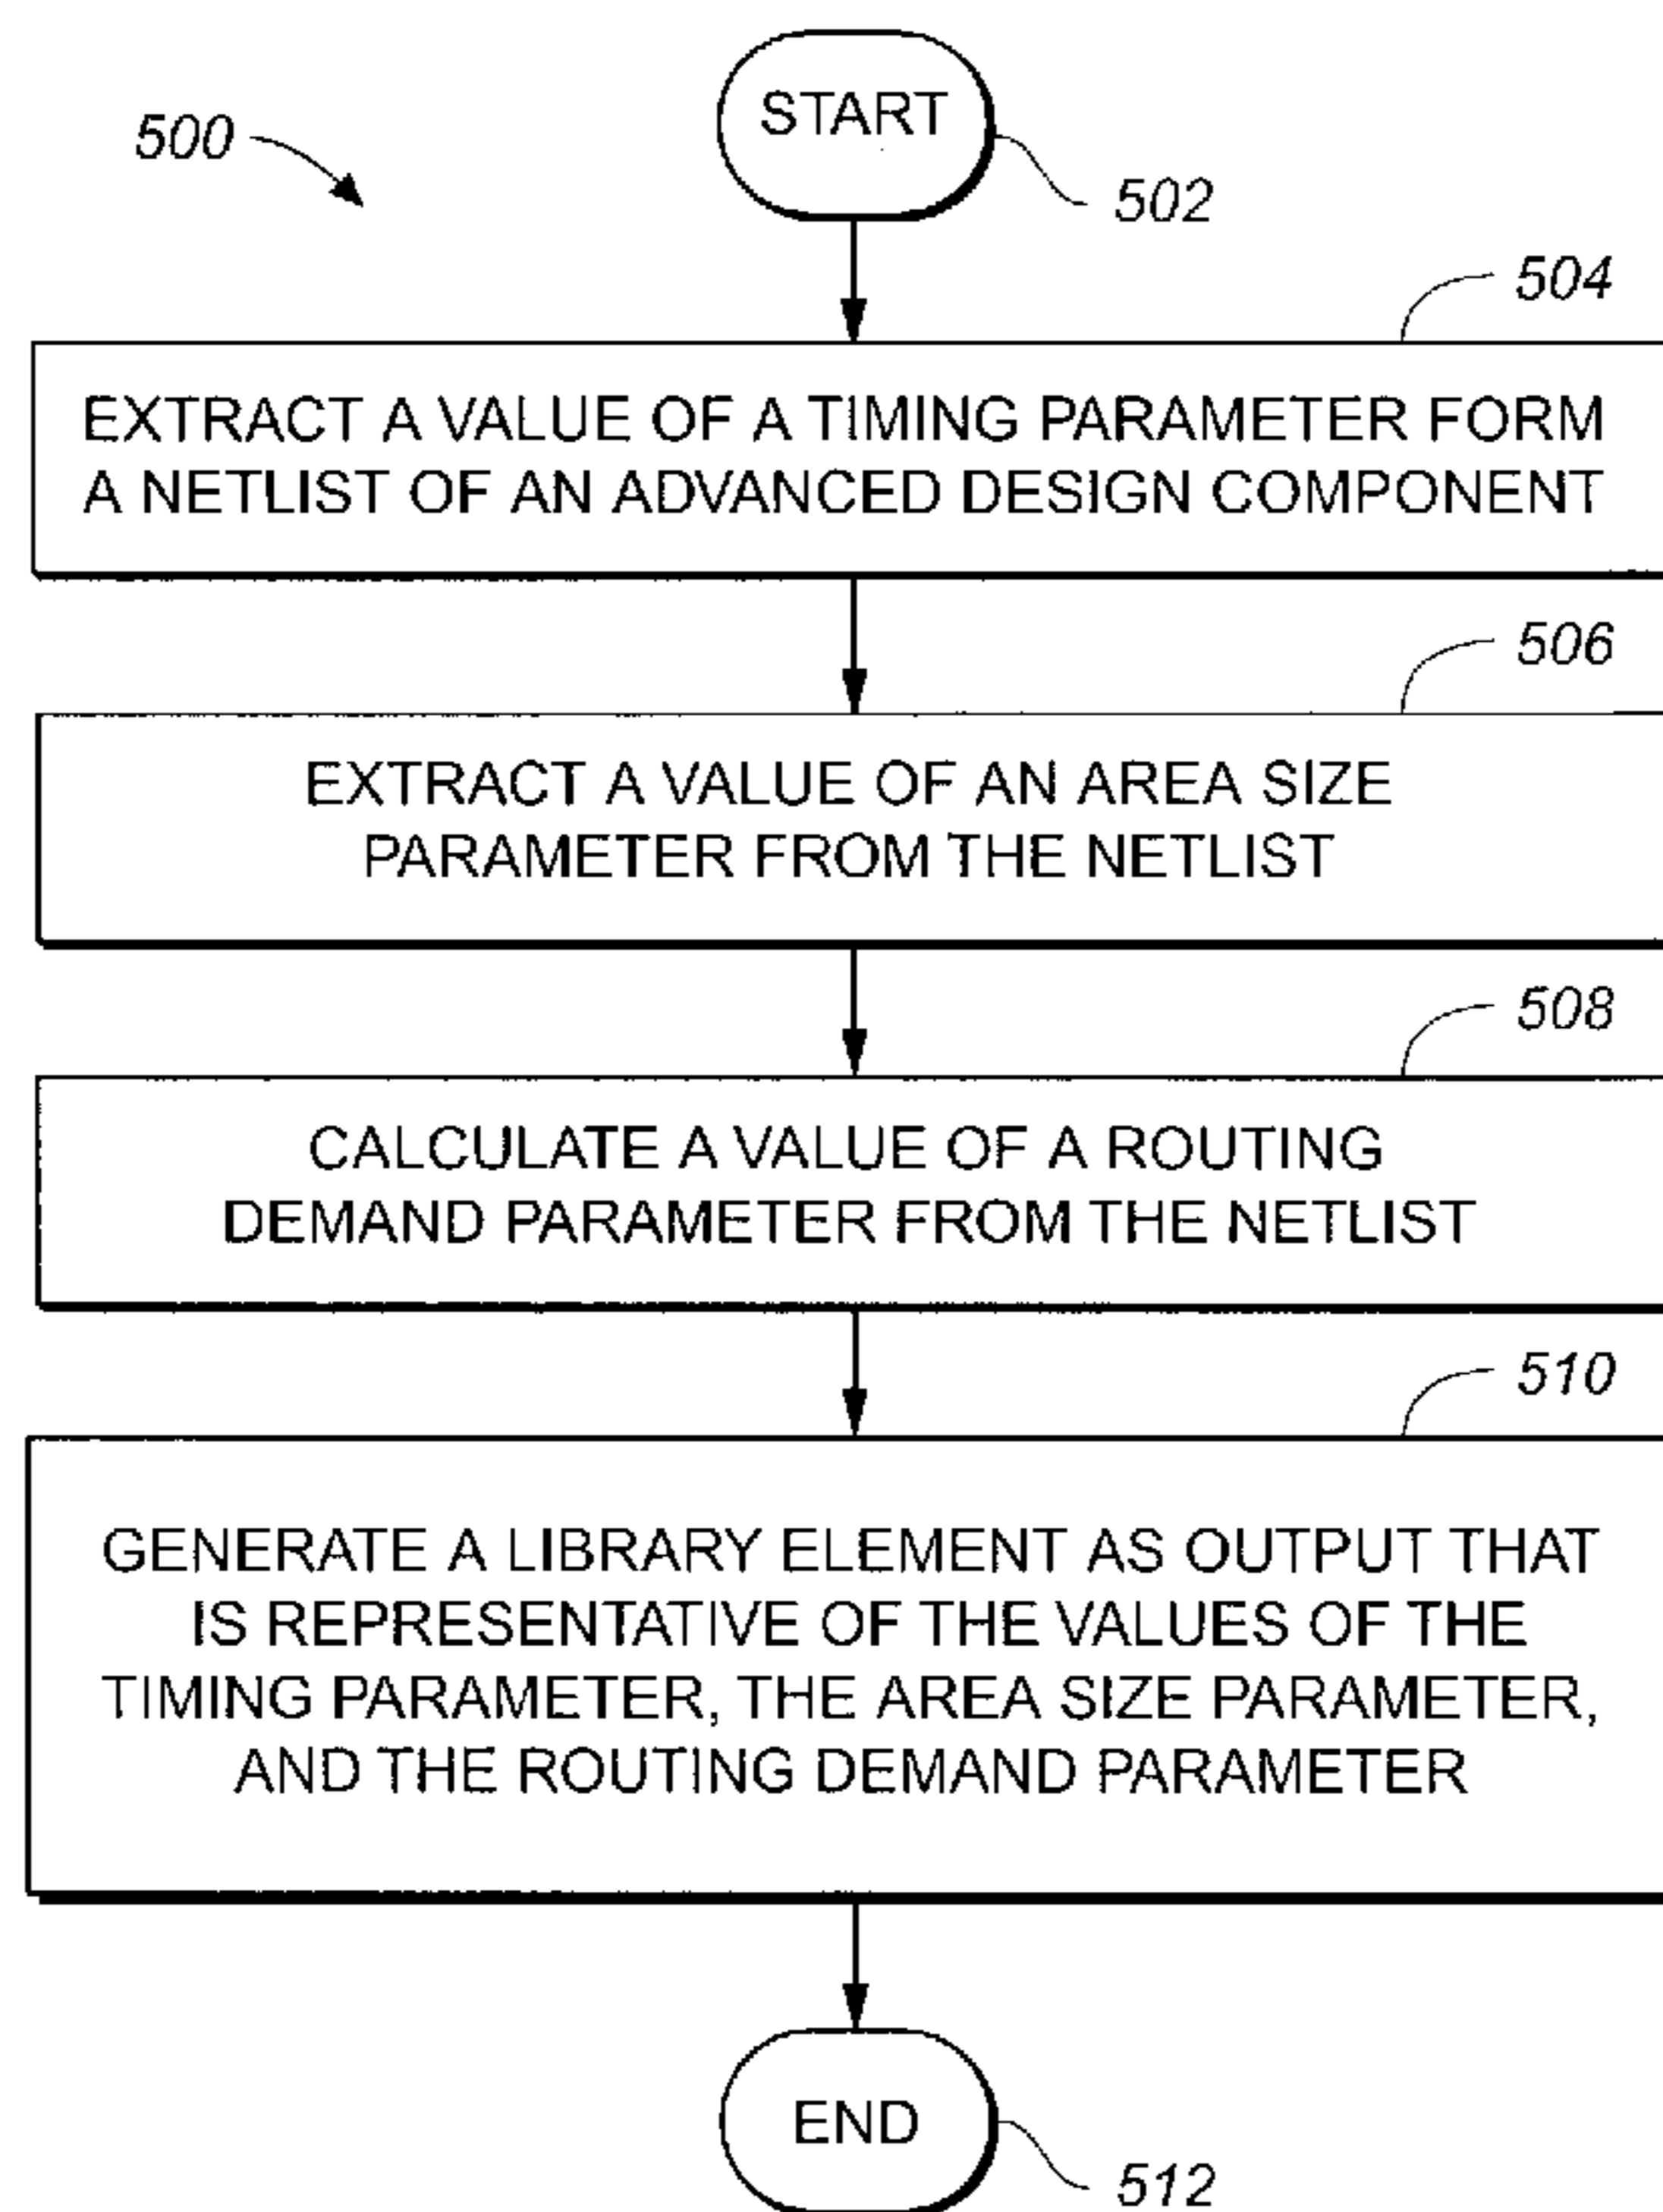 START
500
502
504
EXTRACT A VALUE OF A TIMING PARAMETER FORM
A NETLIST OF AN ADVANCED DESIGN COMPONENT
506
EXTRACT A VALUE OF AN AREA SIZE
PARAMETER FROM THE NETLIST
508
CALCULATE A VALUE OF A ROUTING
DEMAND PARAMETER FROM THE NETLIST
510
GENERATE A LIBRARY ELEMENT AS OUTPUT THAT
IS REPRESENTATIVE OF THE VALUES OF THE
TIMING PARAMETER, THE AREA SIZE PARAMETER,
AND THE ROUTING DEMAND PARAMETER
END
512